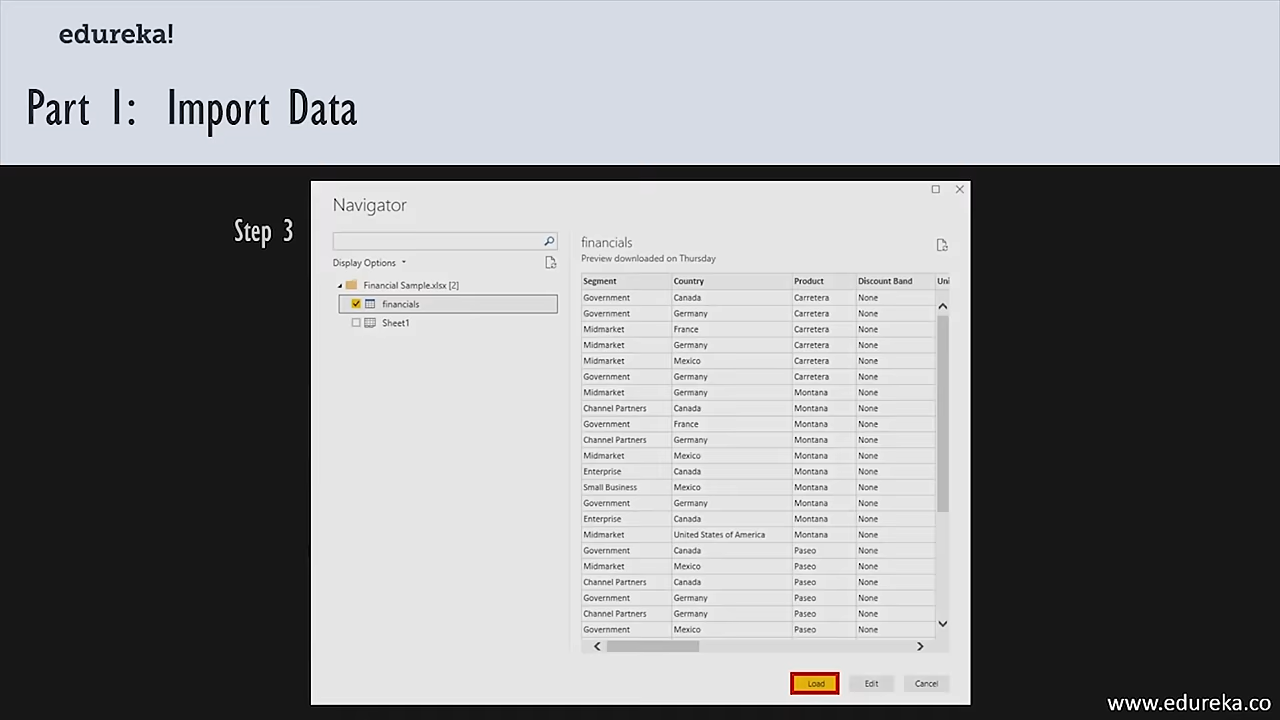 edureka!
Part 1: Import Data
Step 3
Navigator
Display Options
Financial Sample.xlsx [2]
financials
Sheet1
financials
Preview downloaded on Thursday
Segment Country Product Discount Band Uni
Government Canada Carretera None
Government Germany Carretera None
Midmarket France Carretera None
Midmarket Germany Carretera None
Midmarket Mexico Carretera None
Government Germany Carretera None
Midmarket Germany Montana None
Channel Partners Canada Montana None
Government France Montana None
Channel Partners Germany Montana None
Midmarket Mexico Montana None
Enterprise Canada Montana None
Small Business Mexico Montana None
Government Germany Montana None
Enterprise Canada Montana None
Midmarket United States of America Montana None
Government Canada Paseo None
Midmarket Mexico Paseo None
Channel Partners Canada Paseo None
Government Germany Paseo None
Channel Partners Germany Paseo None
Government Mexico Paseo None
Load Edit Cancel
www.edureka.co